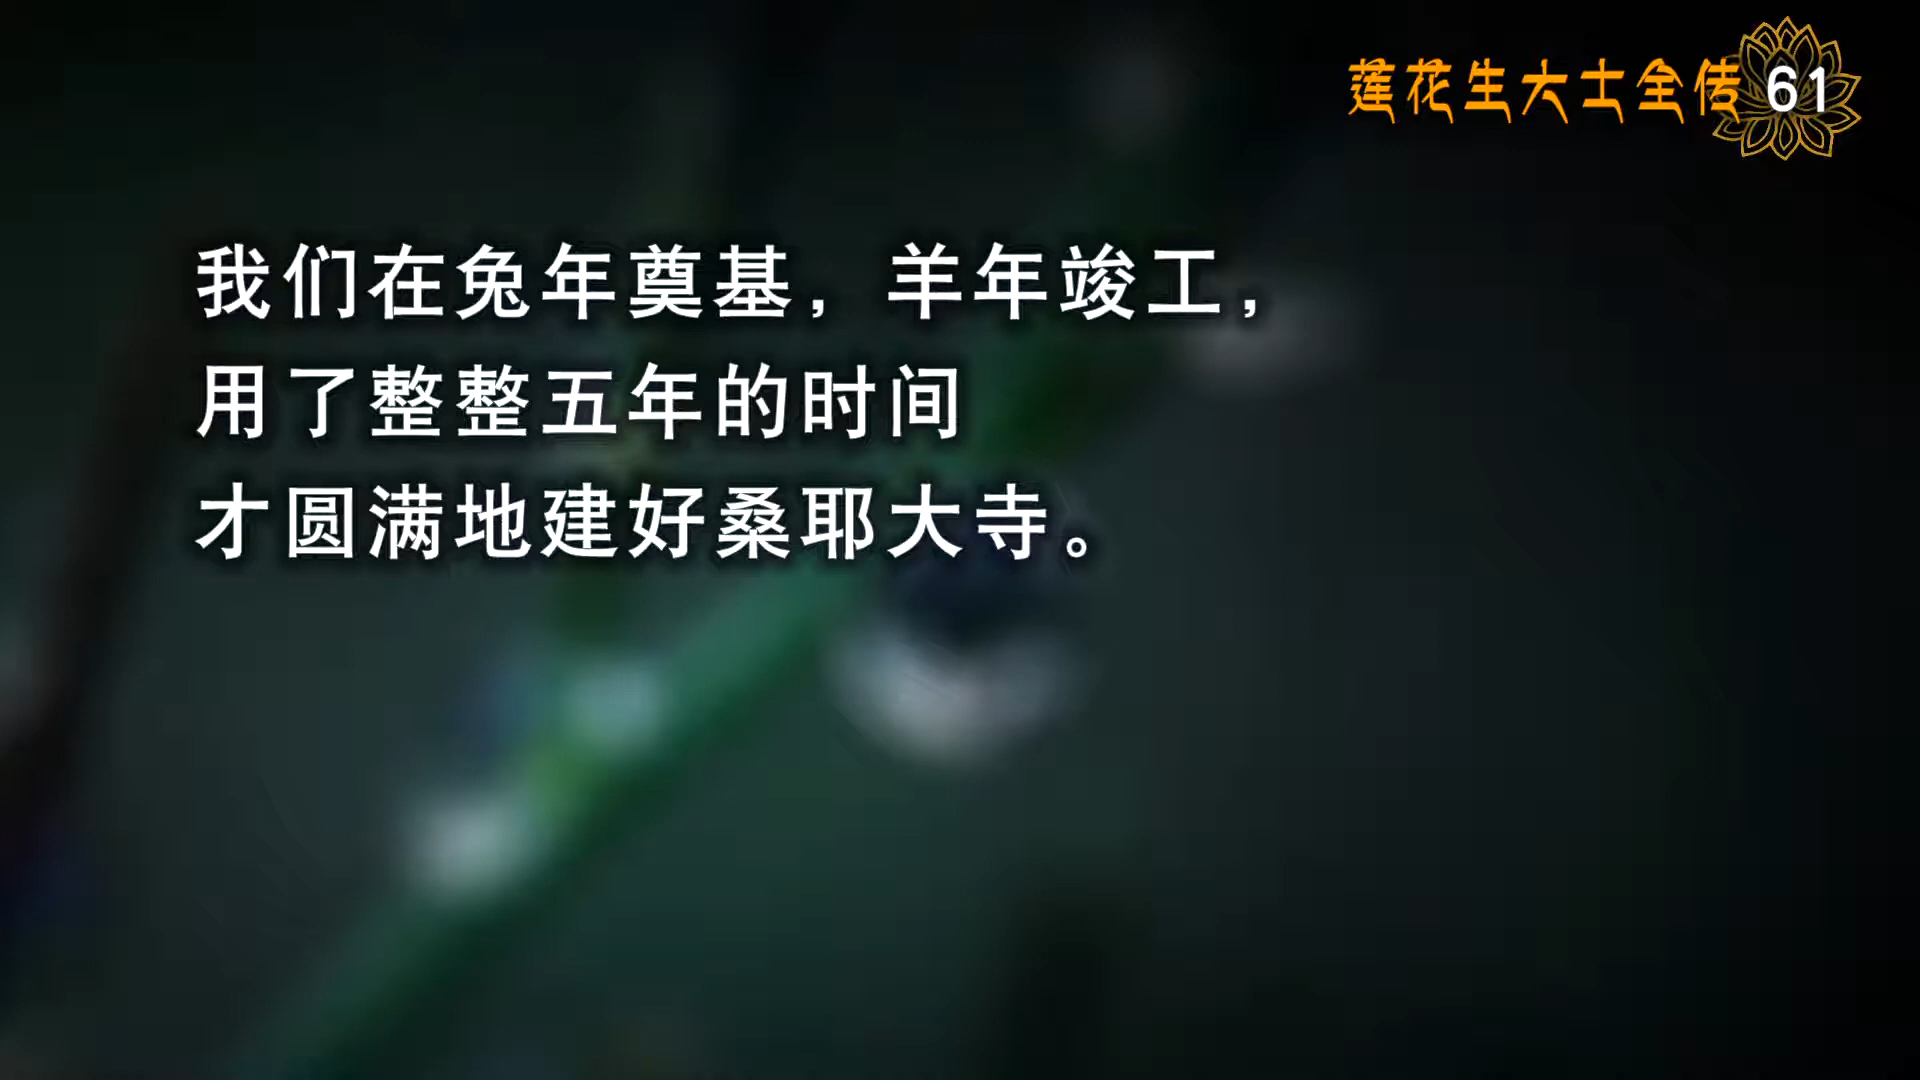 莲花生大士全传 61
我们在兔年奠基，羊年竣工，
用了整整五年的时间
才圆满地建好桑耶大寺。